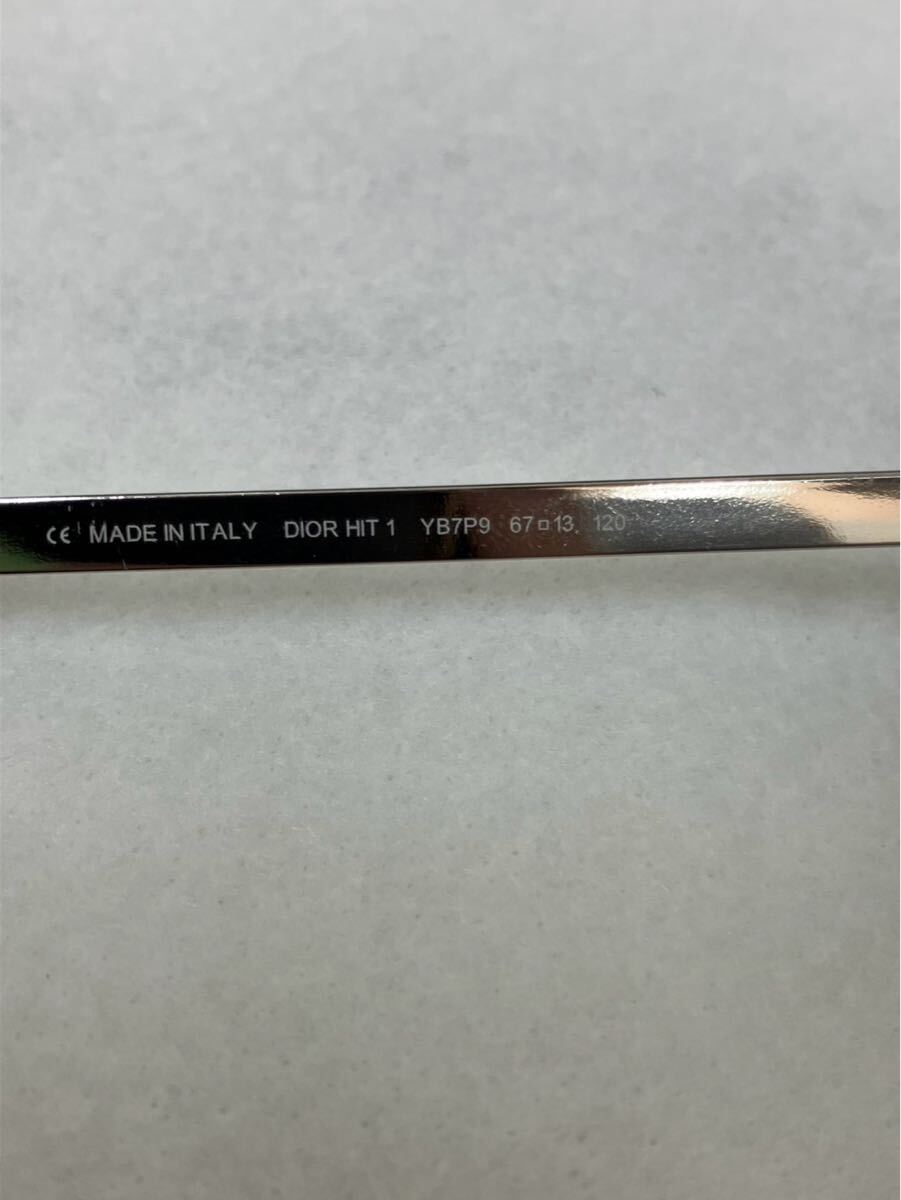 CE MADE IN ITALY DIOR HIT 1 YB7P9 67□13 120